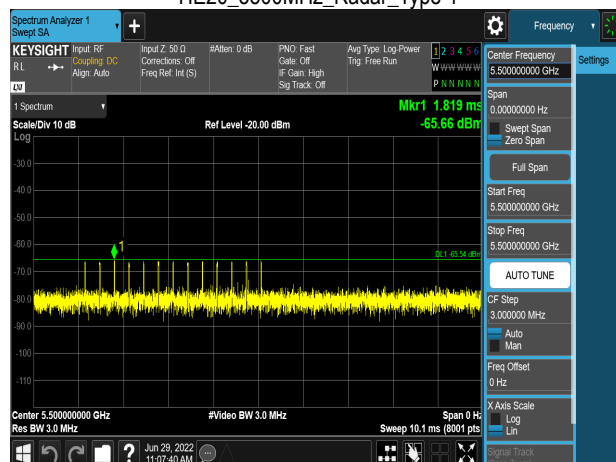 HE20_5500MHz_Radar_Type 1
Spectrum Analyzer 1
Swept SA
Frequency
KEYSIGHT
Input: RF
Coupling: DC
Align: Auto
Input Z: 50 Ω
Corrections: Off
Freq Ref: Int (S)
#Atten: 0 dB
PNO: Fast
Gate: Off
IF Gain: High
Sig Track: Off
Avg Type: Log-Power
Trig: Free Run
1 2 3 4 5 6
W W W W W W
P N N N N N
R L
LXI
1 Spectrum
Scale/Div 10 dB
Log
Ref Level -20.00 dBm
Mkr1 1.819 ms
-65.66 dBm
-30.0
-40.0
-50.0
-60.0
1
DL1 -65.54 dBm
-70.0
-80.0
-90.0
-100
-110
Center 5.500000000 GHz
Res BW 3.0 MHz
#Video BW 3.0 MHz
Span 0 Hz
Sweep 10.1 ms (8001 pts
Jun 29, 2022
11:07:40 AM
Center Frequency
5.500000000 GHz
Settings
Span
0.00000000 Hz
Swept Span
Zero Span
Full Span
Start Freq
5.500000000 GHz
Stop Freq
5.500000000 GHz
AUTO TUNE
CF Step
3.000000 MHz
Auto
Man
Freq Offset
0 Hz
X Axis Scale
Log
Lin
Signal Track